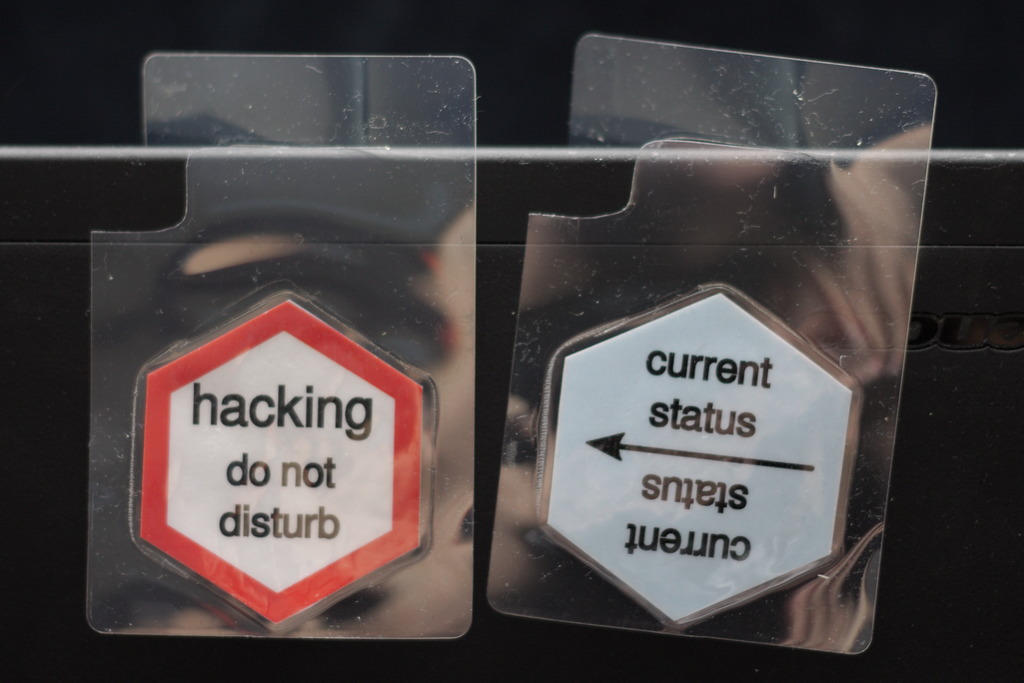 hacking
do not
disturb
current
status
status
current